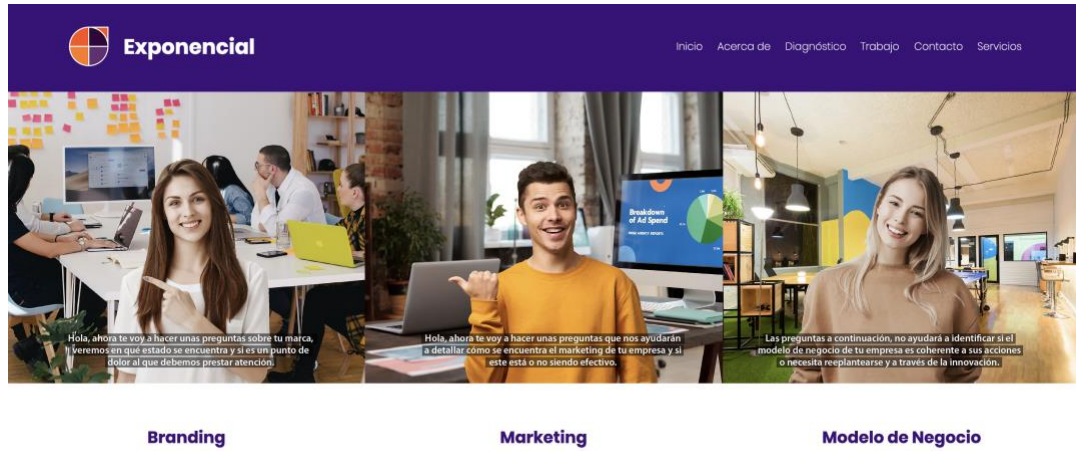 Exponencial
Inicio Acerca de Diagnóstico Trabajo Contacto Servicios
Breakdown
of Ad Spend
Hola, ahora te voy a hacer unas preguntas sobre tu marca,
veremos en qué estado se encuentra y si es un punto de
dolor al que debemos prestar atención.
Hola, ahora te voy a hacer unas preguntas que nos ayudarán
a detallar cómo se encuentra el marketing de tu empresa y si
este está o no siendo efectivo.
Las preguntas a continuación, no ayudará a identificar si el
modelo de negocio de tu empresa es coherente a sus acciones
o necesita reeplantearse y a través de la innovación.
Branding
Marketing
Modelo de Negocio